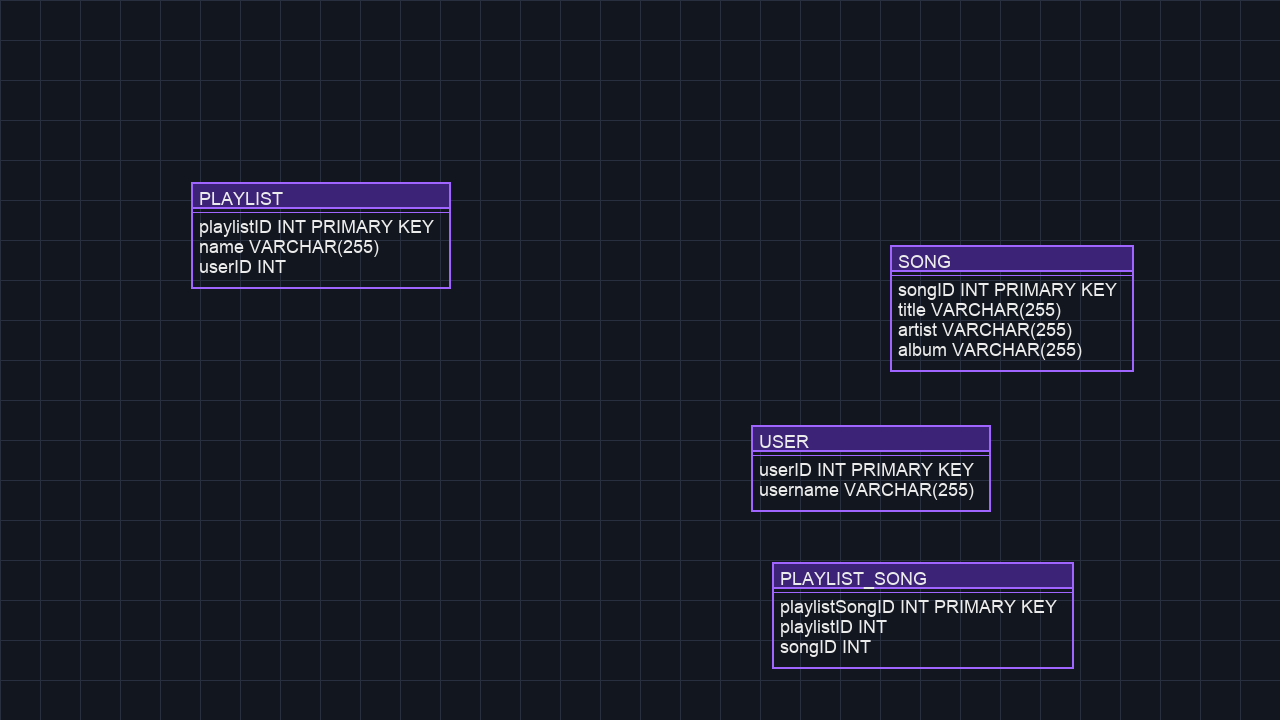 PLAYLIST
playlistID INT PRIMARY KEY
name VARCHAR(255)
userID INT
SONG
songID INT PRIMARY KEY
title VARCHAR(255)
artist VARCHAR(255)
album VARCHAR(255)
USER
userID INT PRIMARY KEY
username VARCHAR(255)
PLAYLIST_SONG
playlistSongID INT PRIMARY KEY
playlistID INT
songID INT